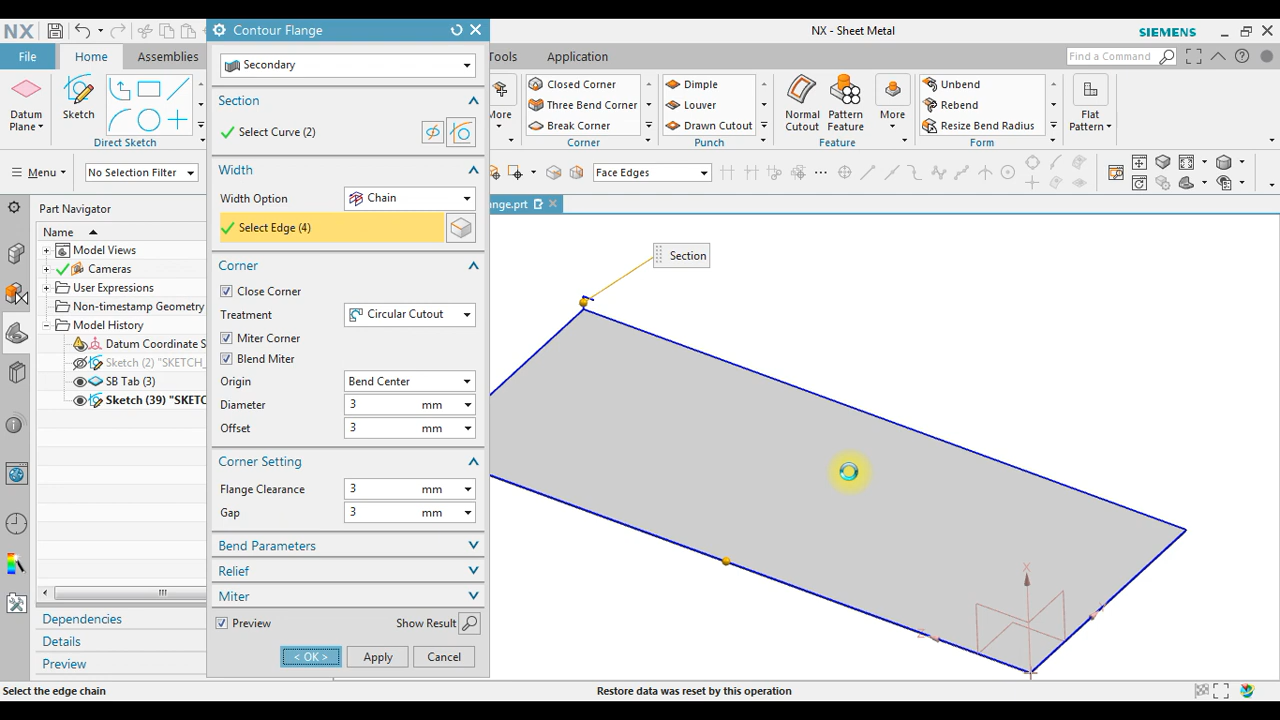 NX
Contour Flange
NX - Sheet Metal
SIEMENS
File
Home
Assemblies
Tools
Application
Find a Command
Datum Plane
Sketch
Direct Sketch
More
Closed Corner
Three Bend Corner
Break Corner
Corner
Dimple
Louver
Drawn Cutout
Punch
Normal Cutout
Pattern Feature
More
Feature
Unbend
Rebend
Resize Bend Radius
Form
Flat Pattern
Menu
No Selection Filter
Face Edges
Part Navigator
nge.prt
Name
Model Views
Cameras
User Expressions
Non-timestamp Geometry
Model History
Datum Coordinate S
Sketch (2) "SKETCH_
SB Tab (3)
Sketch (39) "SKETC
Dependencies
Details
Preview
Secondary
Section
Select Curve (2)
Width
Width Option
Chain
Select Edge (4)
Corner
Close Corner
Treatment
Circular Cutout
Miter Corner
Blend Miter
Origin
Bend Center
Diameter
3 mm
Offset
3 mm
Corner Setting
Flange Clearance
3 mm
Gap
3 mm
Bend Parameters
Relief
Miter
Preview
Show Result
< OK >
Apply
Cancel
Section
X
Select the edge chain
Restore data was reset by this operation